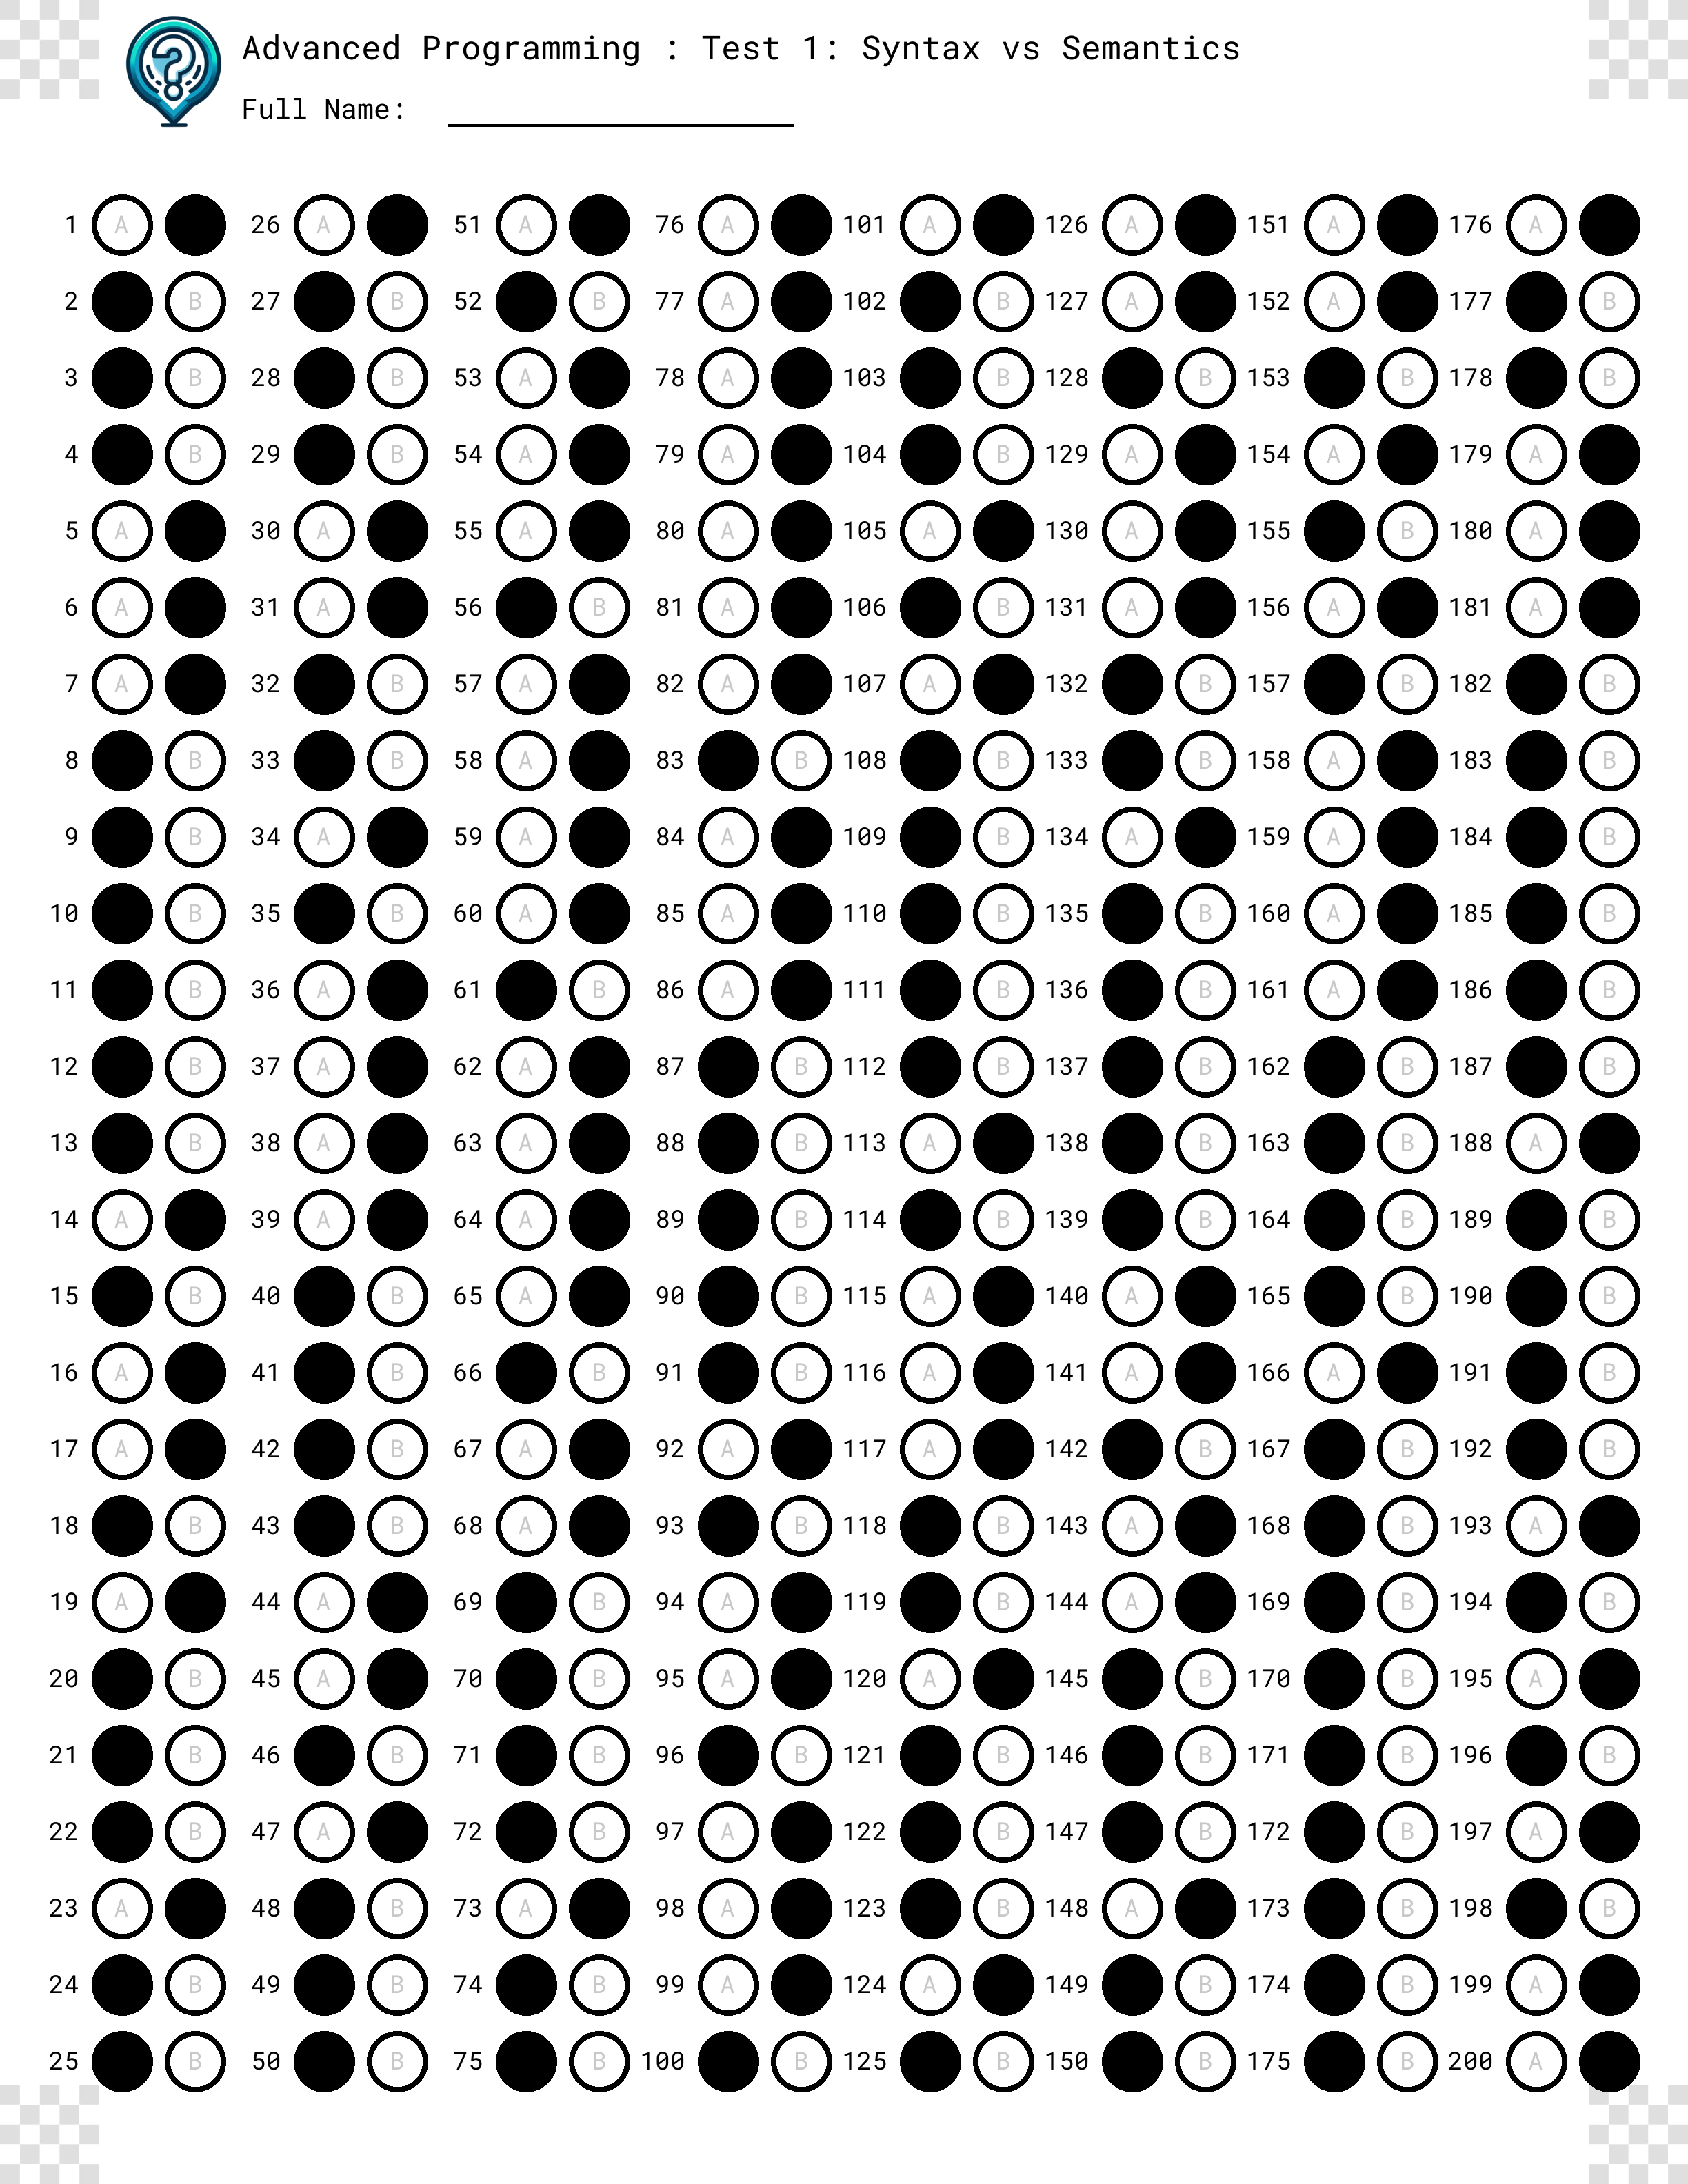 Advanced Programming : Test 1: Syntax vs Semantics
Full Name:
1 A 26 A 51 A 76 A 101 A 126 A 151 A 176 A
2 B 27 B 52 B 77 A 102 B 127 A 152 A 177 B
3 B 28 B 53 A 78 A 103 B 128 B 153 B 178 B
4 B 29 B 54 A 79 A 104 B 129 A 154 A 179 A
5 A 30 A 55 A 80 A 105 A 130 A 155 B 180 A
6 A 31 A 56 B 81 A 106 B 131 A 156 A 181 A
7 A 32 B 57 A 82 A 107 A 132 B 157 B 182 B
8 B 33 B 58 A 83 B 108 B 133 B 158 A 183 B
9 B 34 A 59 A 84 A 109 B 134 A 159 A 184 B
10 B 35 B 60 A 85 A 110 B 135 B 160 A 185 B
11 B 36 A 61 B 86 A 111 B 136 B 161 A 186 B
12 B 37 A 62 A 87 B 112 B 137 B 162 B 187 B
13 B 38 A 63 A 88 B 113 A 138 B 163 B 188 A
14 A 39 A 64 A 89 B 114 B 139 B 164 B 189 B
15 B 40 B 65 A 90 B 115 A 140 A 165 B 190 B
16 A 41 B 66 B 91 B 116 A 141 A 166 A 191 B
17 A 42 B 67 A 92 A 117 A 142 B 167 B 192 B
18 B 43 B 68 A 93 B 118 B 143 A 168 B 193 A
19 A 44 A 69 B 94 A 119 B 144 A 169 B 194 B
20 B 45 A 70 B 95 A 120 A 145 B 170 B 195 A
21 B 46 B 71 B 96 B 121 B 146 B 171 B 196 B
22 B 47 A 72 B 97 A 122 B 147 B 172 B 197 A
23 A 48 B 73 A 98 A 123 B 148 A 173 B 198 B
24 B 49 B 74 B 99 A 124 A 149 B 174 B 199 A
25 B 50 B 75 B 100 B 125 B 150 B 175 B 200 A